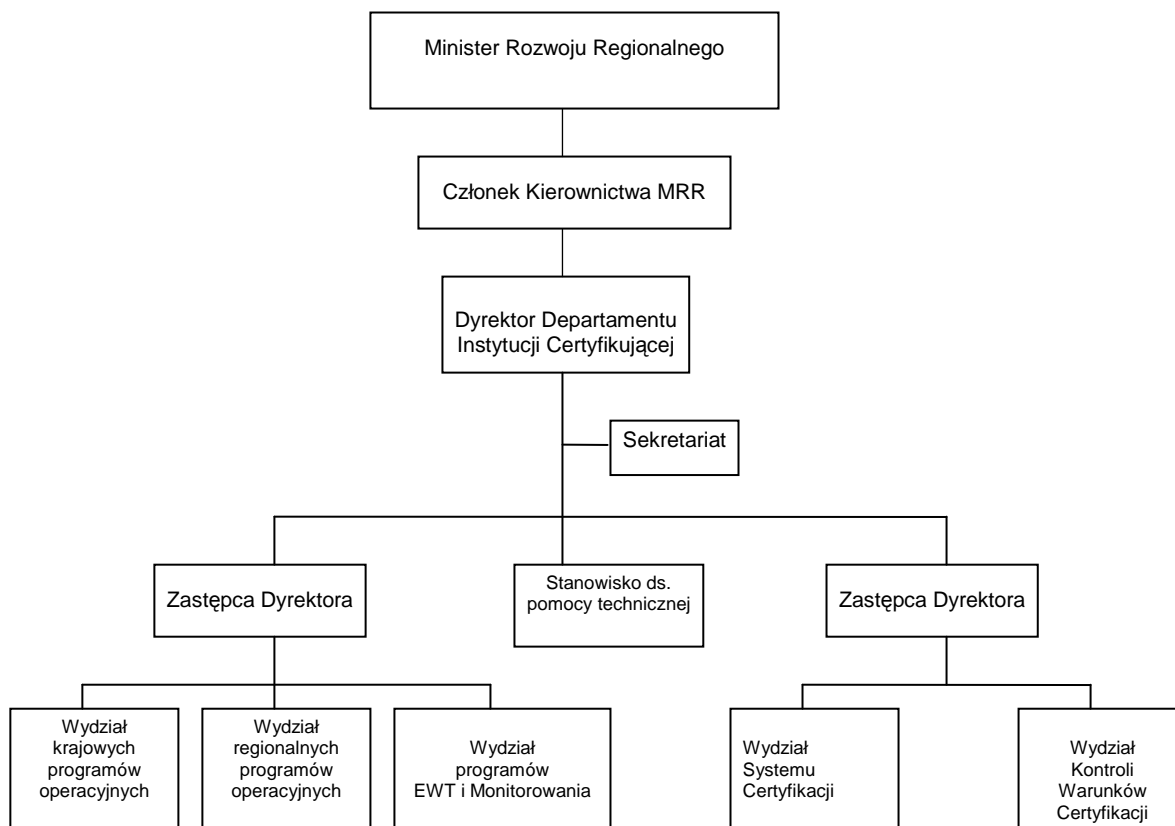 Minister Rozwoju Regionalnego
Członek Kierownictwa MRR
Dyrektor Departamentu
Instytucji Certyfikującej
Sekretariat
Zastępca Dyrektora
Stanowisko ds.
pomocy technicznej
Zastępca Dyrektora
Wydział
krajowych
programów
operacyjnych
Wydział
regionalnych
programów
operacyjnych
Wydział
programów
EWT i Monitorowania
Wydział
Systemu
Certyfikacji
Wydział
Kontroli
Warunków
Certyfikacji